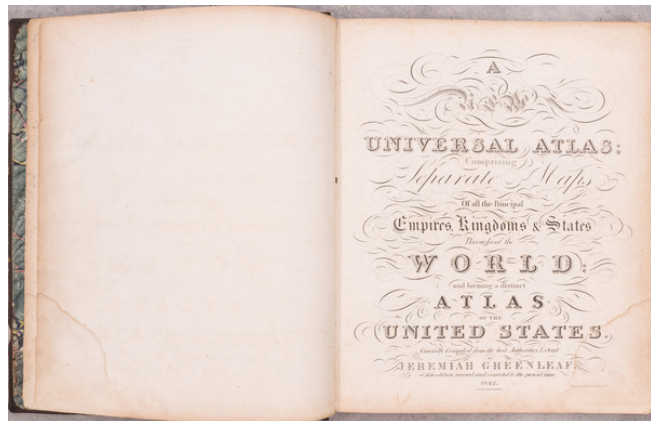 A
NEW
UNIVERSAL ATLAS:
Comprising
Separate Maps
Of all the Principal
Empires, Kingdoms & States
Throughout the
WORLD:
and forming a distinct
ATLAS
OF THE
UNITED STATES.
Carefully Compiled from the best Authorities Extant
by
JEREMIAH GREENLEAF.
A new edition revised and corrected to the present time
1842.